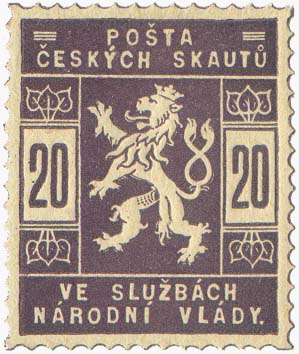 POŠTA
ČESKÝCH SKAUTŮ
20 20
VE SLUŽBÁCH
NÁRODNÍ VLÁDY.